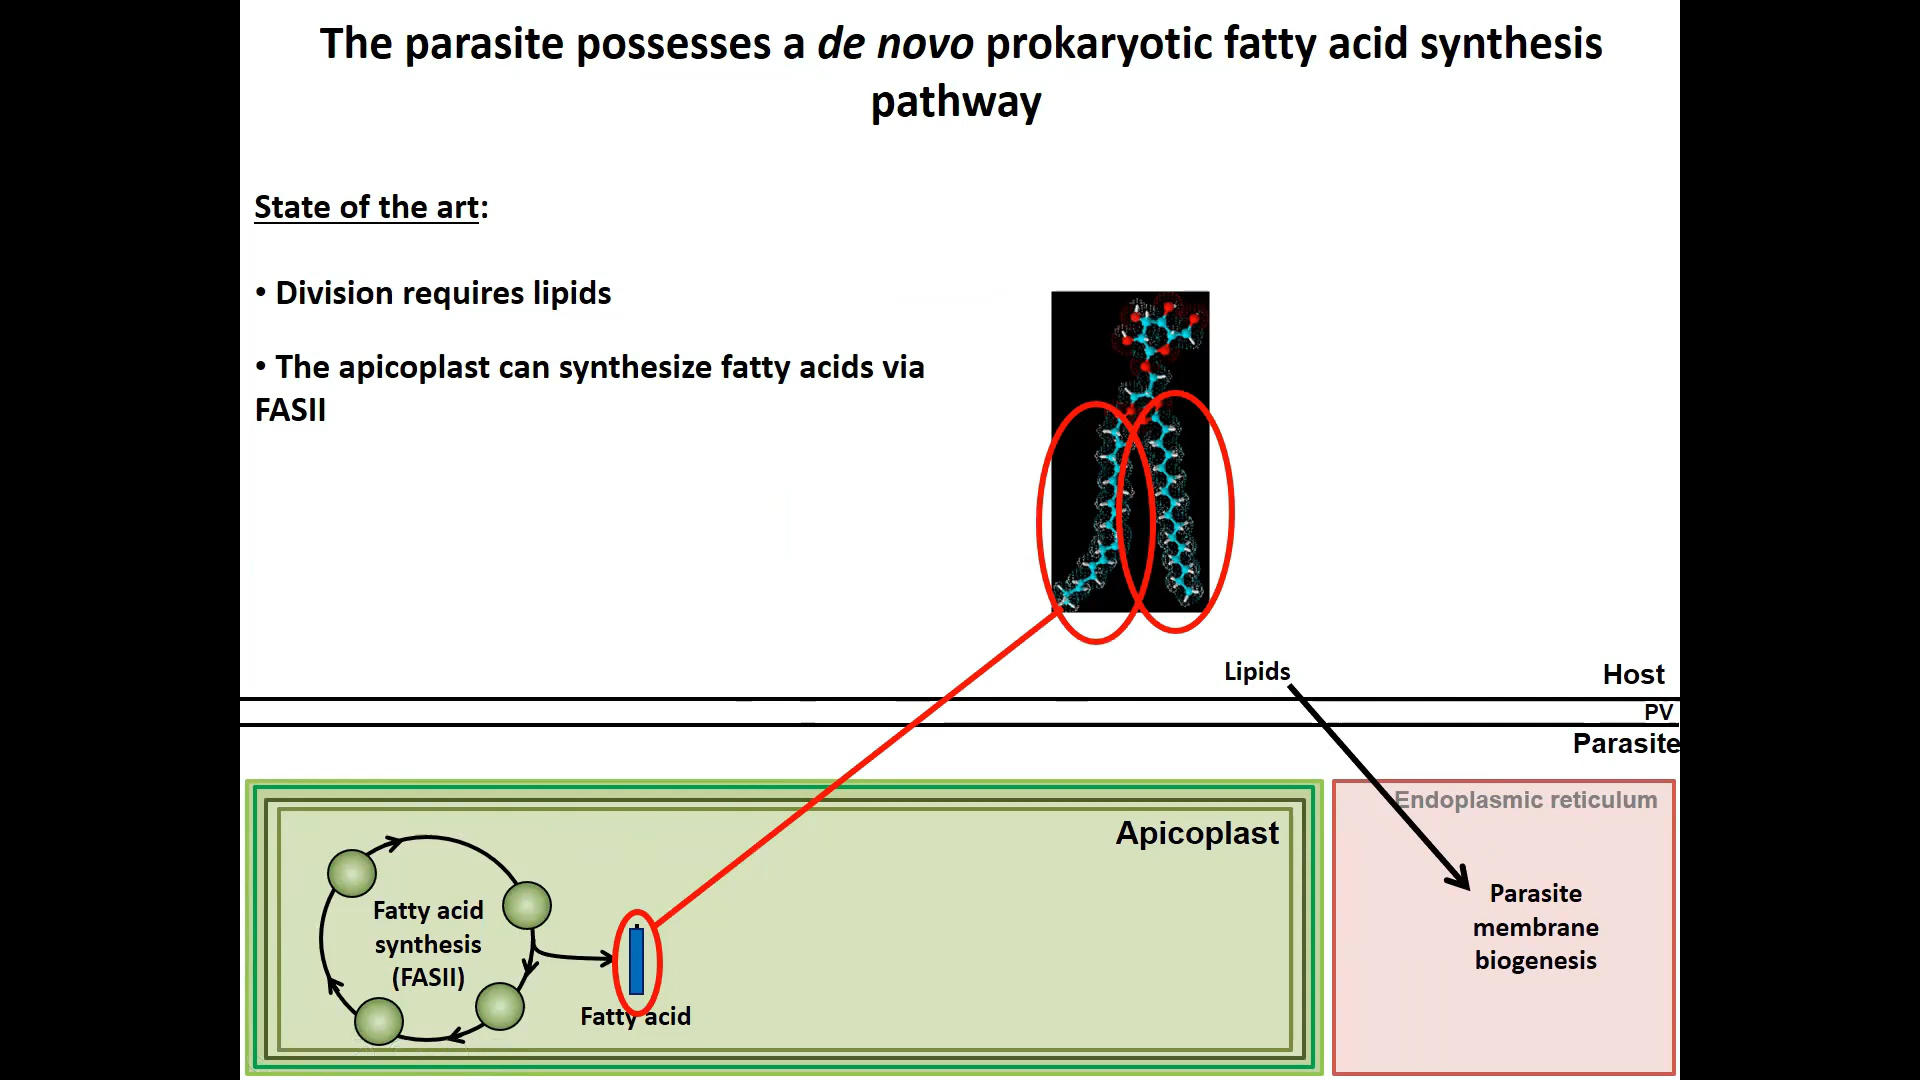 The parasite possesses a de novo prokaryotic fatty acid synthesis
pathway
State of the art:
• Division requires lipids
• The apicoplast can synthesize fatty acids via
FASII
Lipids
Host
PV
Parasite
Endoplasmic reticulum
Apicoplast
Parasite
membrane
biogenesis
Fatty acid
synthesis
(FASII)
Fatty acid